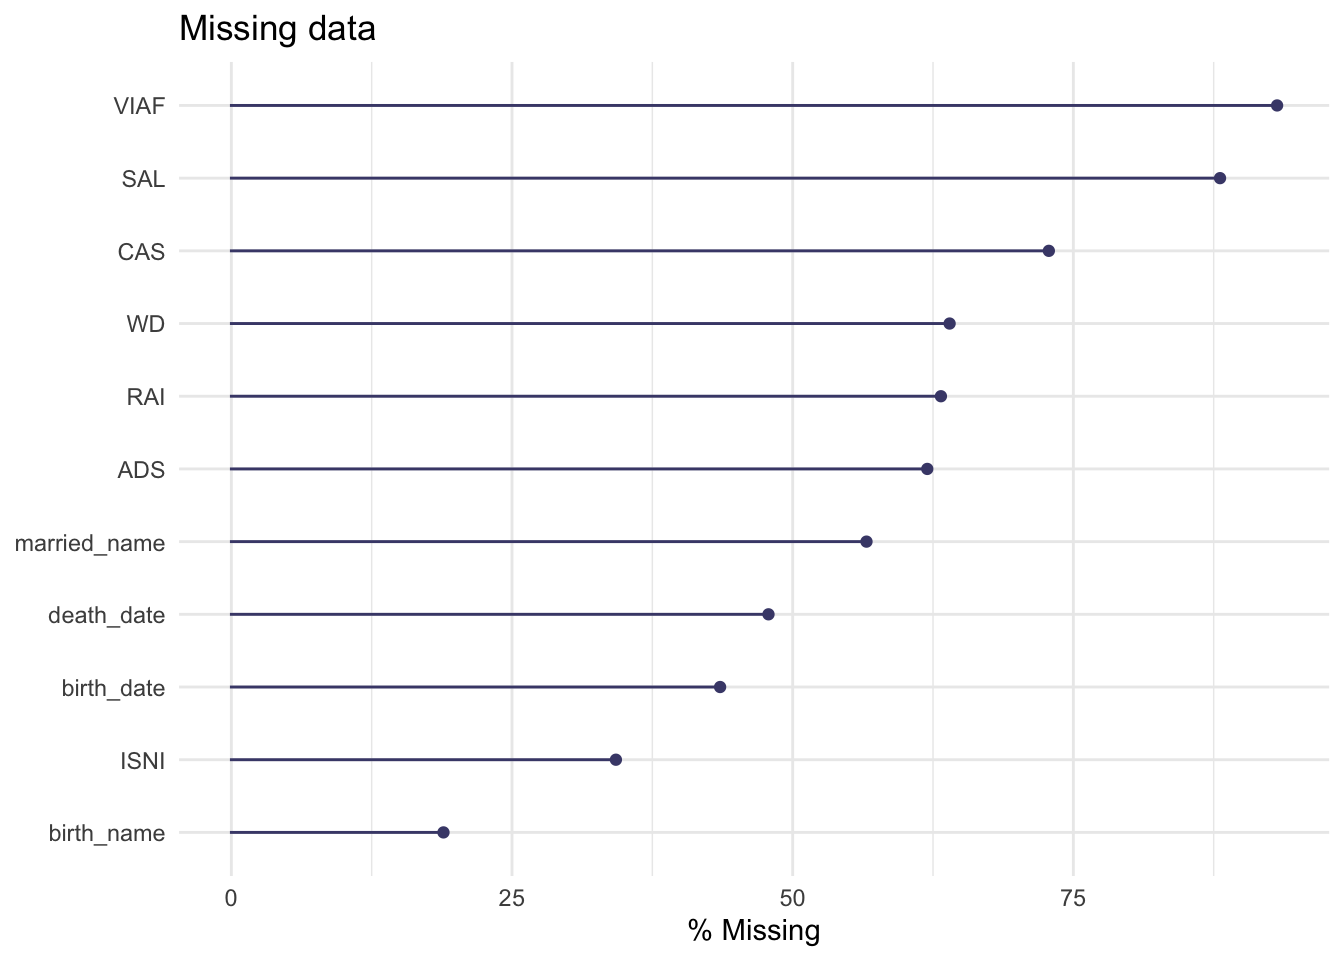 Missing data
VIAF
SAL
CAS
WD
RAI
ADS
married_name
death_date
birth_date
ISNI
birth_name
0 25 50 75
% Missing